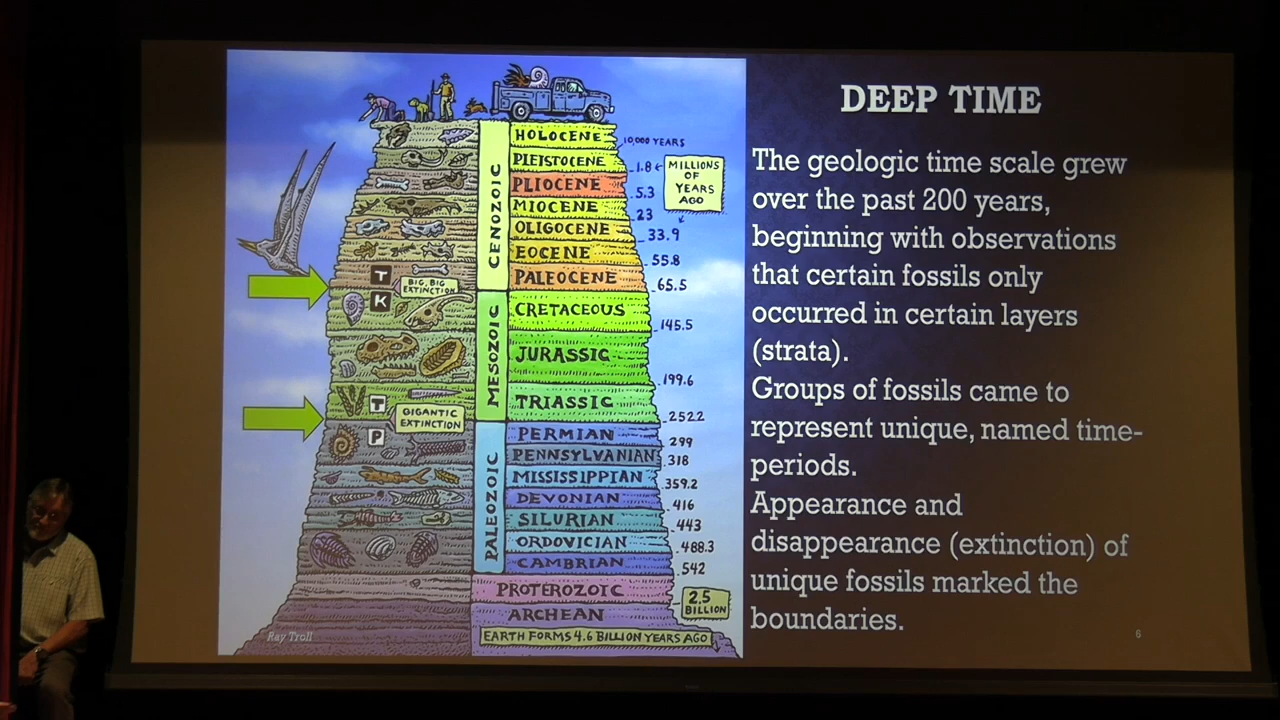 DEEP TIME
The geologic time scale grew
over the past 200 years,
beginning with observations
that certain fossils only
occurred in certain layers
(strata).
Groups of fossils came to
represent unique, named time-
periods.
Appearance and
disappearance (extinction) of
unique fossils marked the
boundaries.
6
CENOZOIC
HOLOCENE
10,000 YEARS
PLEISTOCENE
1.8
MILLIONS
OF
YEARS
AGO
PLIOCENE
5.3
MIOCENE
23
OLIGOCENE
33.9
EOCENE
55.8
PALEOCENE
65.5
T
BIG, BIG
EXTINCTION
K
MESOZOIC
CRETACEOUS
145.5
JURASSIC
199.6
TRIASSIC
252.2
T
GIGANTIC
EXTINCTION
P
PALEOZOIC
PERMIAN
299
PENNSYLVANIAN
318
MISSISSIPPIAN
359.2
DEVONIAN
416
SILURIAN
443
ORDOVICIAN
488.3
CAMBRIAN
542
PROTEROZOIC
2.5
BILLION
ARCHEAN
EARTH FORMS 4.6 BILLION YEARS AGO
Ray Troll